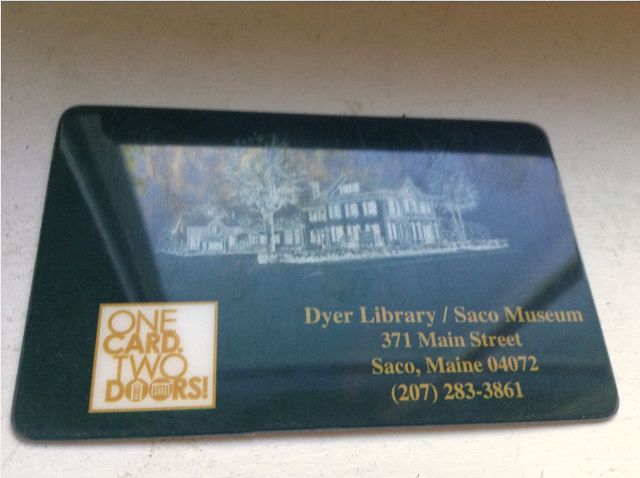 ONE
CARD.
TWO
DOORS!
Dyer Library / Saco Museum
371 Main Street
Saco, Maine 04072
(207) 283-3861